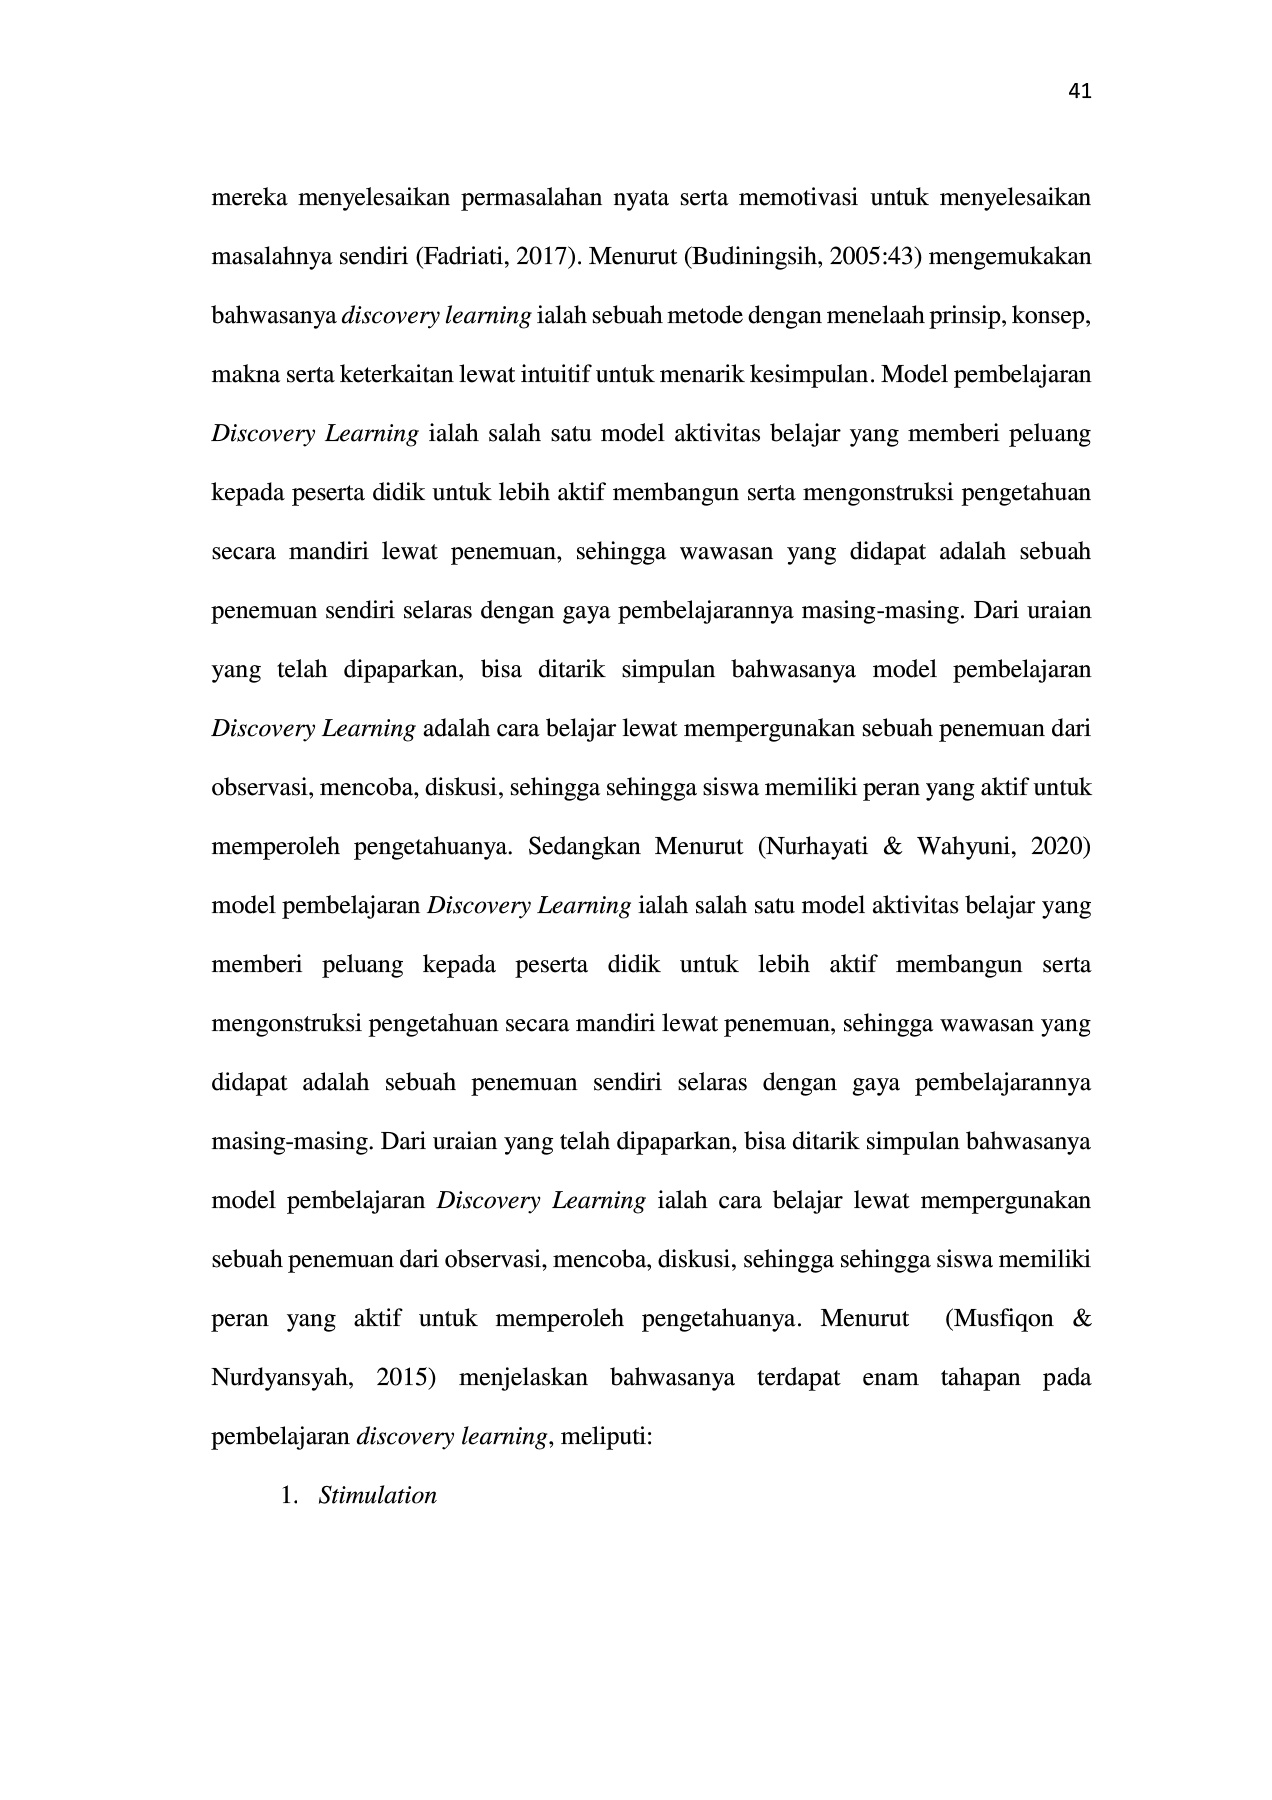 41
mereka menyelesaikan permasalahan nyata serta memotivasi untuk menyelesaikan
masalahnya sendiri (Fadriati, 2017). Menurut (Budiningsih, 2005:43) mengemukakan
bahwasanya discovery learning ialah sebuah metode dengan menelaah prinsip, konsep,
makna serta keterkaitan lewat intuitif untuk menarik kesimpulan. Model pembelajaran
Discovery Learning ialah salah satu model aktivitas belajar yang memberi peluang
kepada peserta didik untuk lebih aktif membangun serta mengonstruksi pengetahuan
secara mandiri lewat penemuan, sehingga wawasan yang didapat adalah sebuah
penemuan sendiri selaras dengan gaya pembelajarannya masing-masing. Dari uraian
yang telah dipaparkan, bisa ditarik simpulan bahwasanya model pembelajaran
Discovery Learning adalah cara belajar lewat mempergunakan sebuah penemuan dari
observasi, mencoba, diskusi, sehingga sehingga siswa memiliki peran yang aktif untuk
memperoleh pengetahuanya. Sedangkan Menurut (Nurhayati & Wahyuni, 2020)
model pembelajaran Discovery Learning ialah salah satu model aktivitas belajar yang
memberi peluang kepada peserta didik untuk lebih aktif membangun serta
mengonstruksi pengetahuan secara mandiri lewat penemuan, sehingga wawasan yang
didapat adalah sebuah penemuan sendiri selaras dengan gaya pembelajarannya
masing-masing. Dari uraian yang telah dipaparkan, bisa ditarik simpulan bahwasanya
model pembelajaran Discovery Learning ialah cara belajar lewat mempergunakan
sebuah penemuan dari observasi, mencoba, diskusi, sehingga sehingga siswa memiliki
peran yang aktif untuk memperoleh pengetahuanya. Menurut (Musfiqon &
Nurdyansyah, 2015) menjelaskan bahwasanya terdapat enam tahapan pada
pembelajaran discovery learning, meliputi:
1. Stimulation